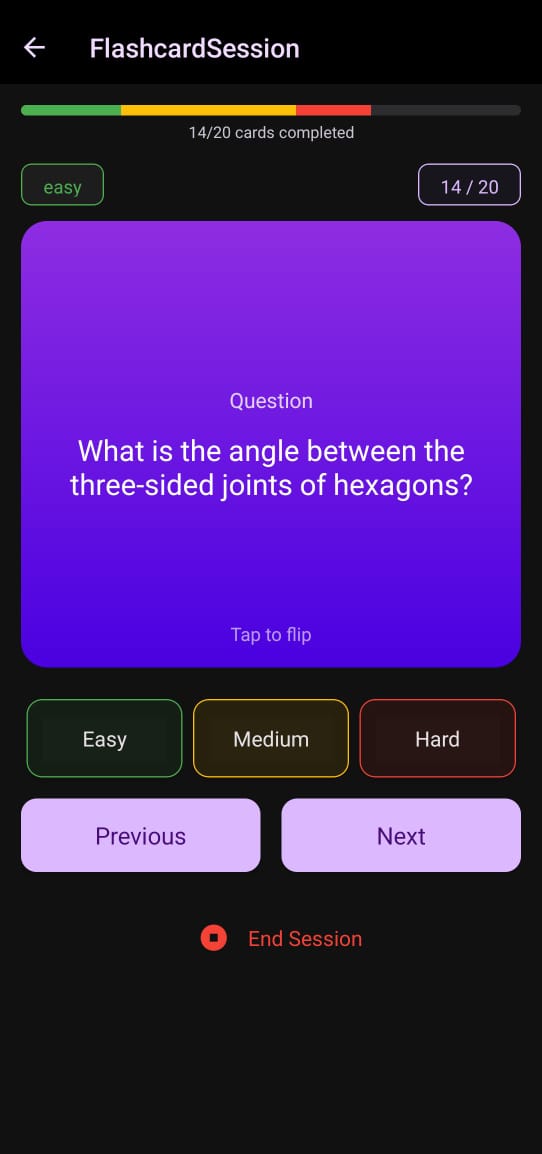 FlashcardSession
14/20 cards completed
easy
14 / 20
Question
What is the angle between the
three-sided joints of hexagons?
Tap to flip
Easy
Medium
Hard
Previous
Next
End Session